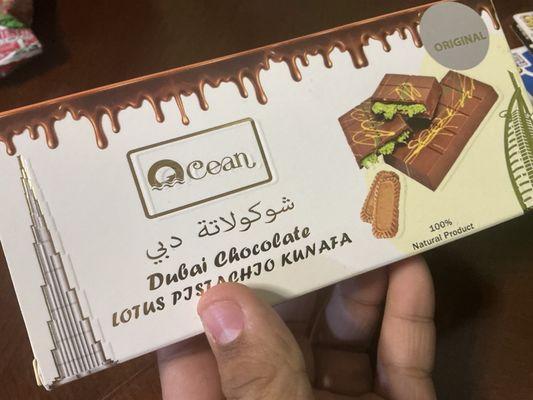 ORIGINAL
Ocean
شوكولاتة دبي
Dubai Chocolate
LOTUS PISTACHIO KUNAFA
100%
Natural Product